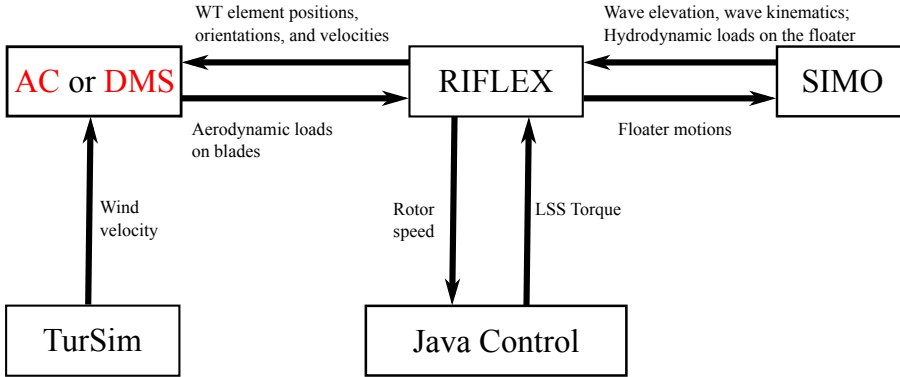 WT element positions,
orientations, and velocities
Wave elevation, wave kinematics;
Hydrodynamic loads on the floater
AC or DMS
RIFLEX
SIMO
Aerodynamic loads
on blades
Floater motions
Wind
velocity
Rotor
speed
LSS Torque
TurSim
Java Control